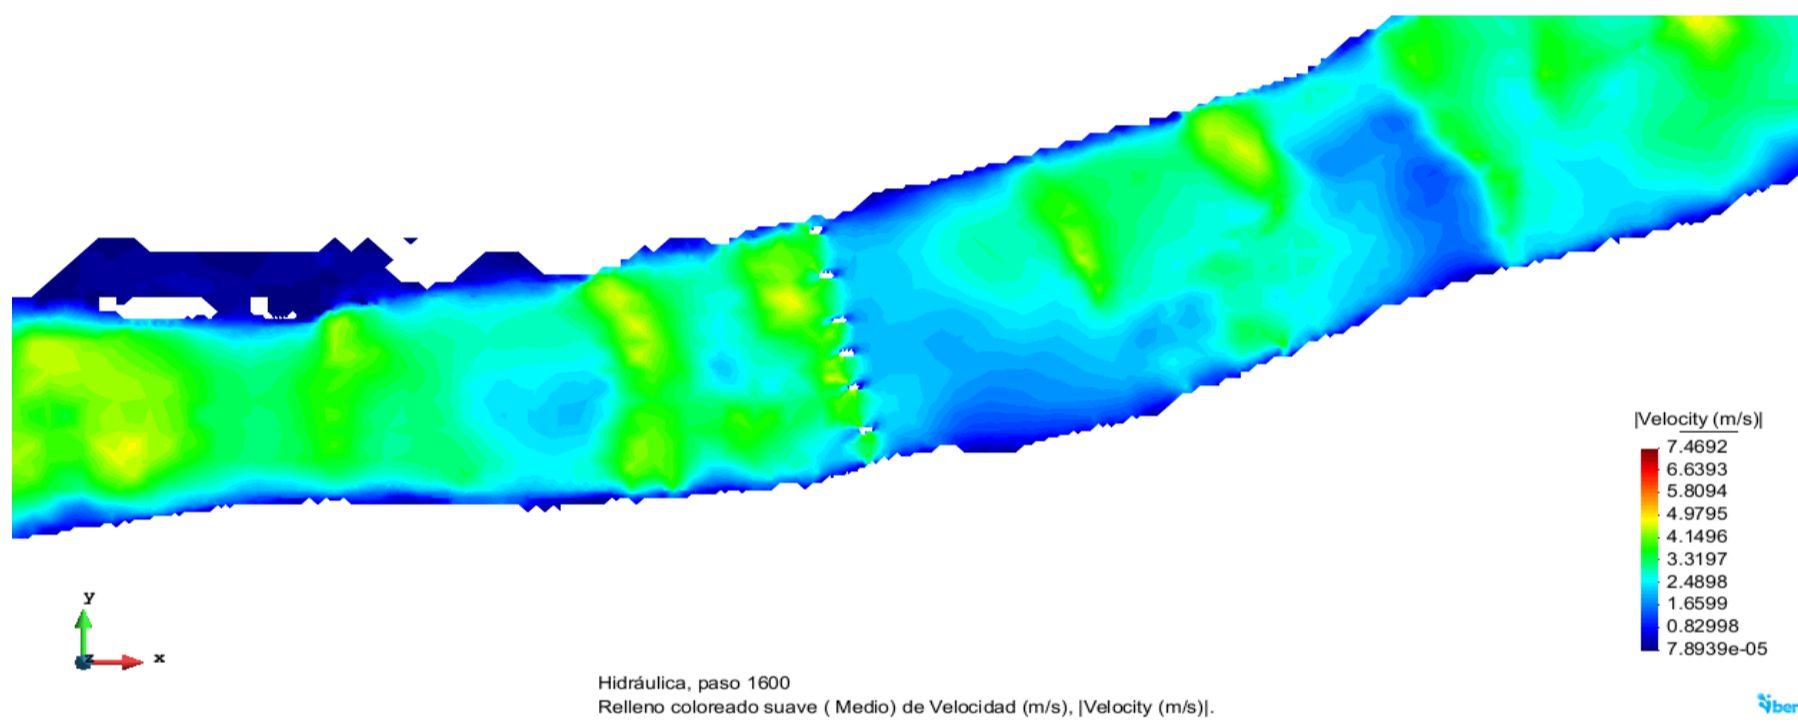 |Velocity (m/s)|
7.4692
6.6393
5.8094
4.9795
4.1496
3.3197
2.4898
1.6599
0.82998
7.8939e-05
y
z x
Hidráulica, paso 1600
Relleno coloreado suave ( Medio) de Velocidad (m/s), |Velocity (m/s)|.
iber